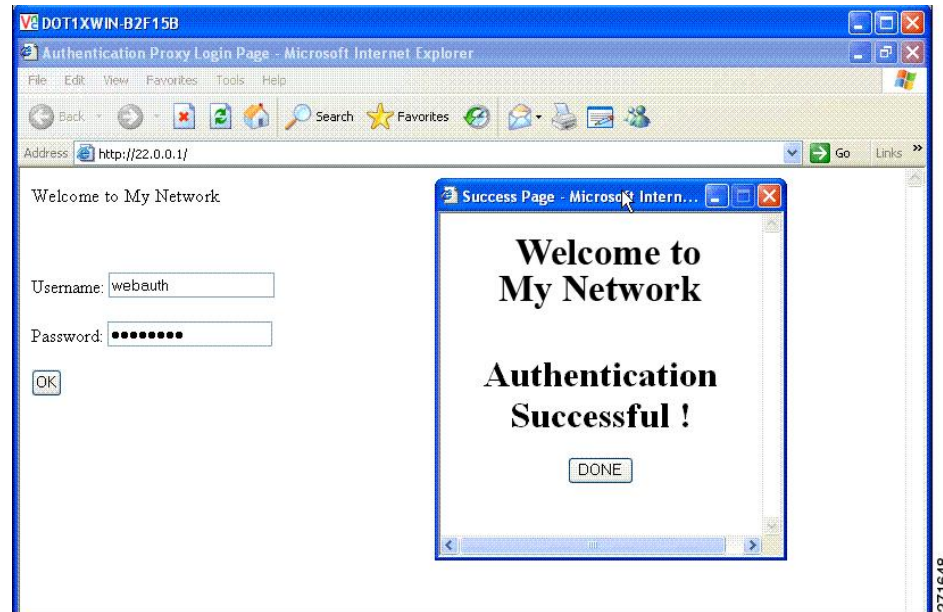 DOT1XWIN-B2F15B
Authentication Proxy Login Page - Microsoft Internet Explorer
File Edit View Favorites Tools Help
Back Search Favorites
Address http://22.0.0.1/ Go Links »
Welcome to My Network
Username: webauth
Password: ••••••••
OK
Success Page - Microsoft Intern...
Welcome to
My Network
Authentication
Successful !
DONE
271648